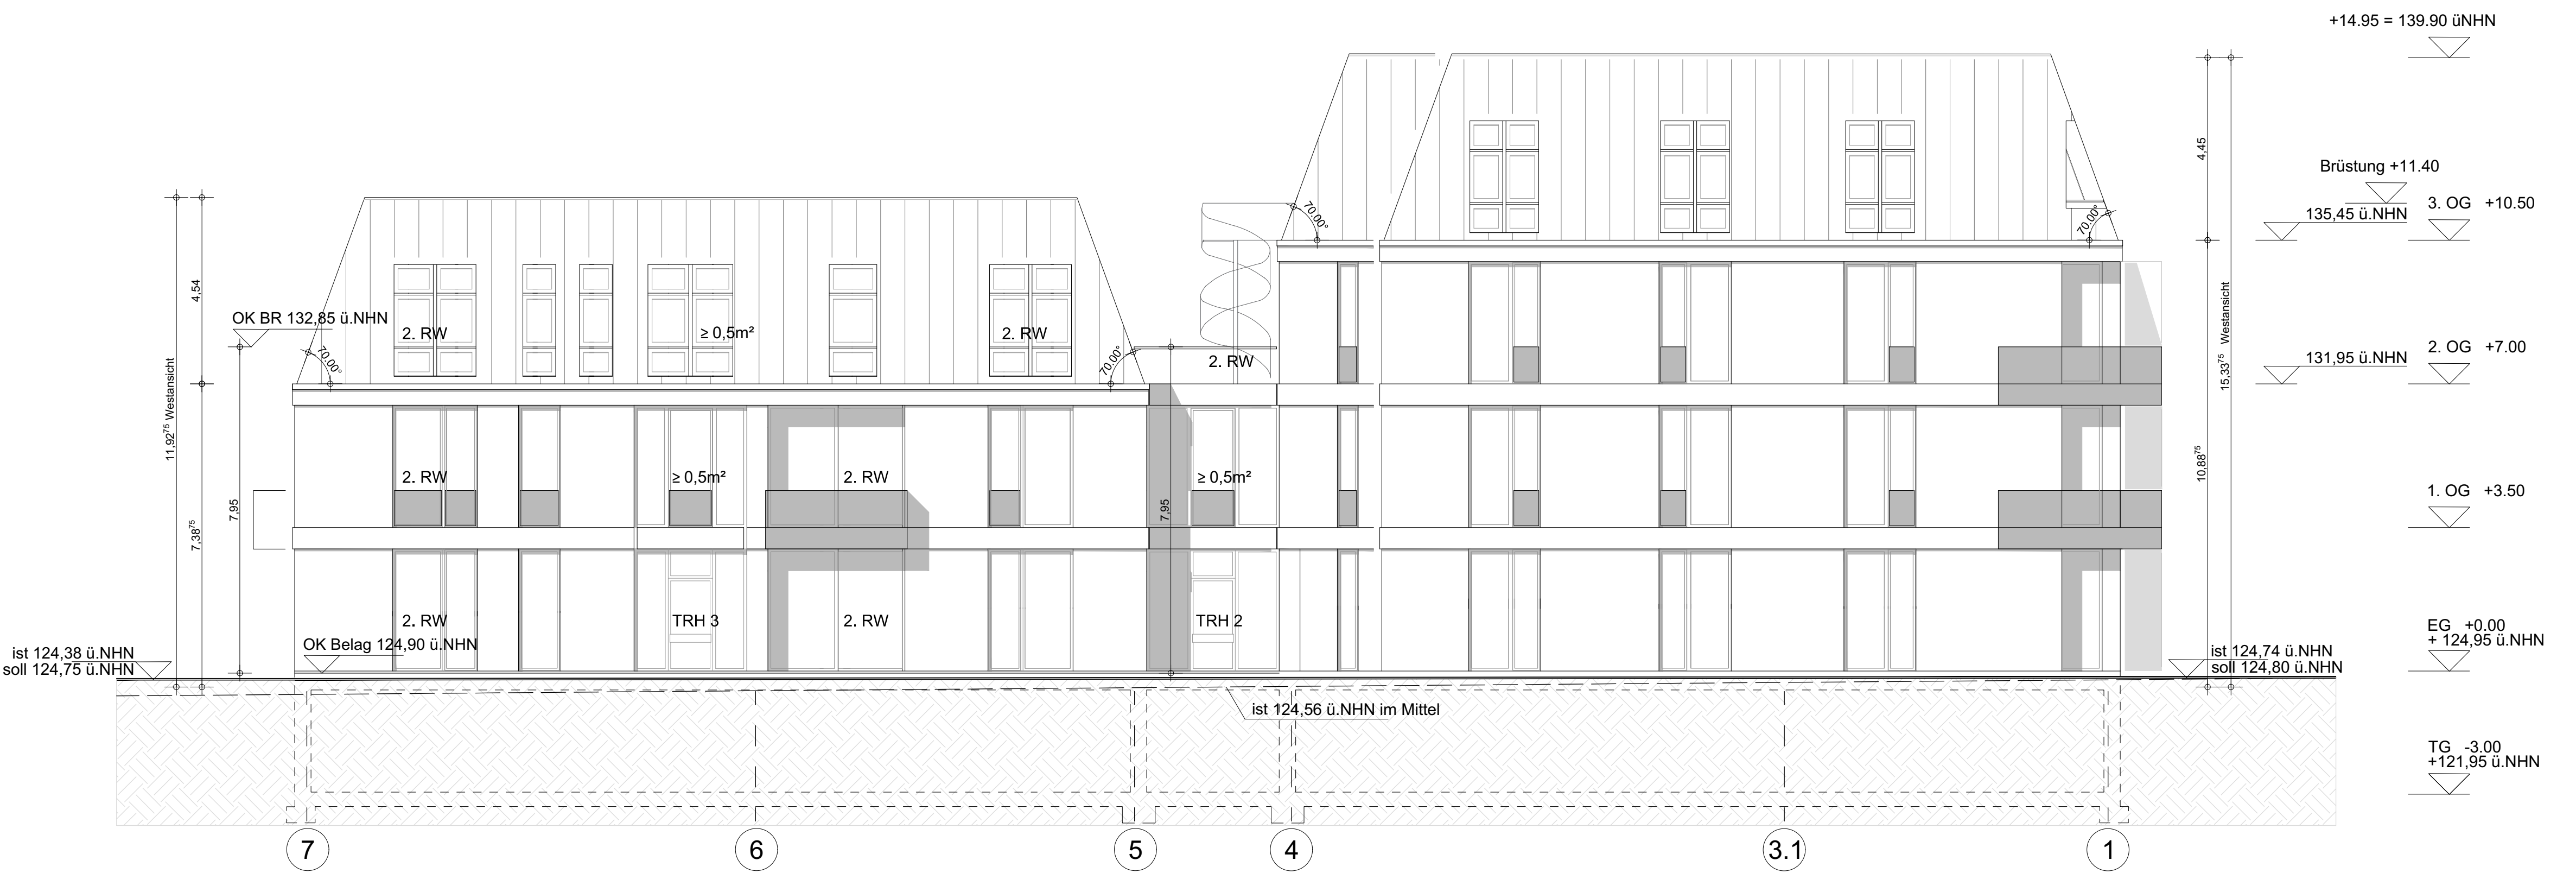 +14.95 = 139.90 üNHN
4,45
Brüstung +11.40
3. OG +10.50
135,45 ü.NHN
70.00°
70.00°
4,54
OK BR 132,85 ü.NHN
2. RW
≥ 0,5m²
2. RW
70.00°
70.00°
2. RW
131,95 ü.NHN
2. OG +7.00
15,33⁷⁵ Westansicht
11,92⁷⁵ Westansicht
2. RW
≥ 0,5m²
2. RW
≥ 0,5m²
10,88⁷⁵
1. OG +3.50
7,38⁷⁵
7,95
7,95
2. RW
TRH 3
2. RW
TRH 2
EG +0.00
+ 124,95 ü.NHN
OK Belag 124,90 ü.NHN
ist 124,38 ü.NHN
soll 124,75 ü.NHN
ist 124,74 ü.NHN
soll 124,80 ü.NHN
ist 124,56 ü.NHN im Mittel
TG -3.00
+121,95 ü.NHN
7
6
5
4
3.1
1